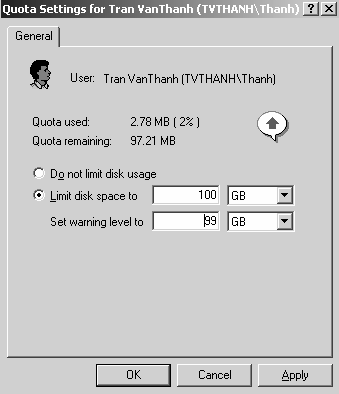 Quota Settings for Tran VanThanh (TVTHANH\Thanh)
General
User: Tran VanThanh (TVTHANH\Thanh)
Quota used: 2.78 MB ( 2% )
Quota remaining: 97.21 MB
Do not limit disk usage
Limit disk space to 100 GB
Set warning level to 99 GB
OK Cancel Apply